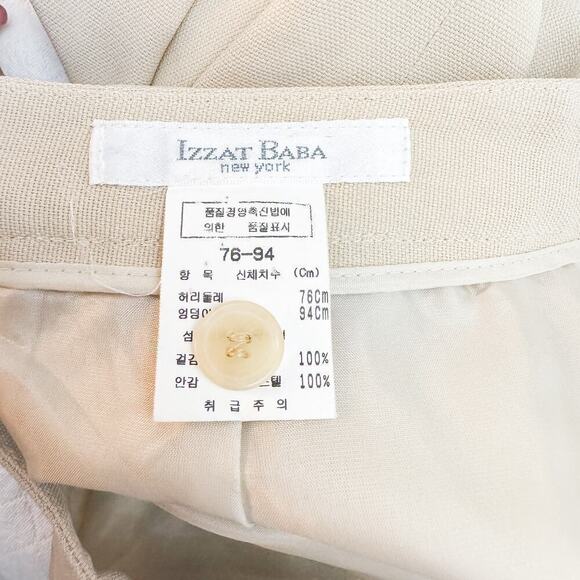 IZZAT BABA
new york
품질경영촉진법에
의한 품질표시
76-94
항 목 신체치수 (Cm)
허리둘레 76Cm
94Cm
겉감 100%
안감 100%
취 급 주 의